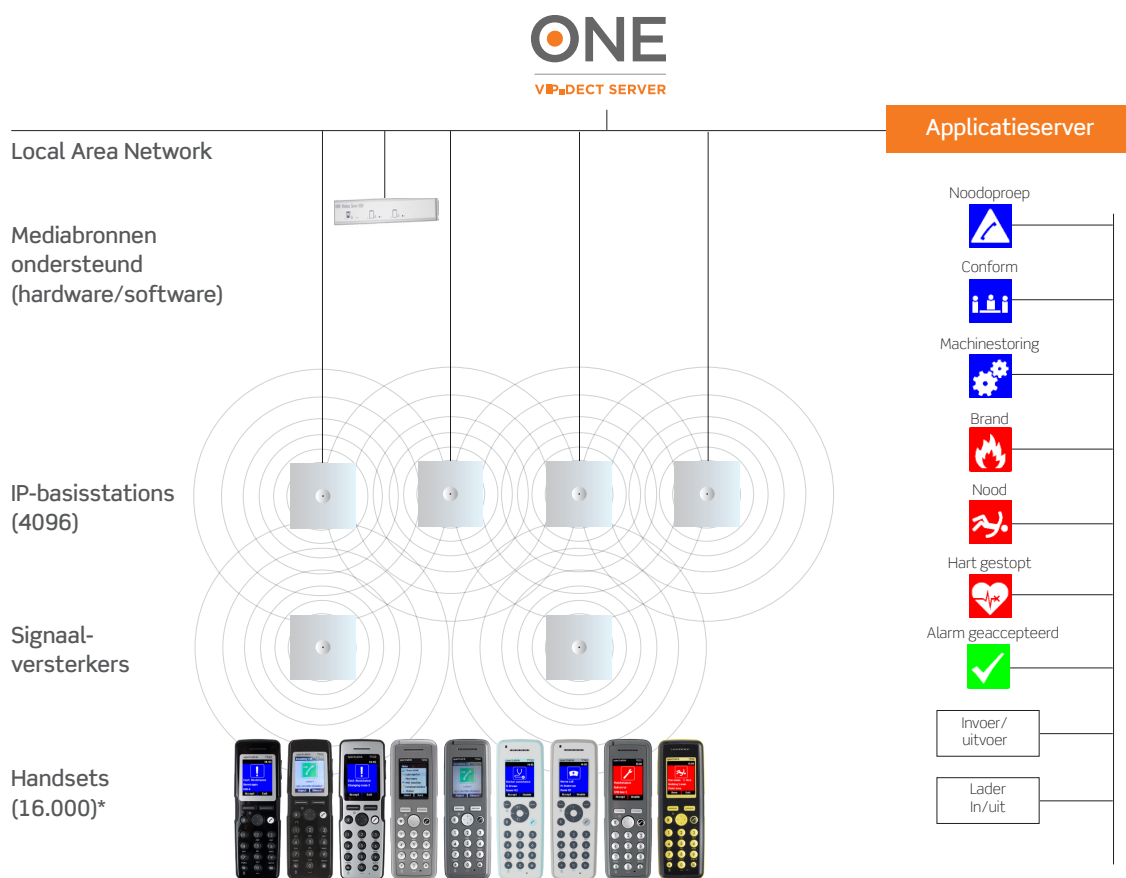 ONE
VIP-DECT SERVER
Applicatieserver
Local Area Network
Mediabronnen
ondersteund
(hardware/software)
IP-basisstations
(4096)
Signaal-
versterkers
Handsets
(16.000)*
Noodoproep
Conform
Machinestoring
Brand
Nood
Hart gestopt
Alarm geaccepteerd
Invoer/
uitvoer
Lader
In/uit